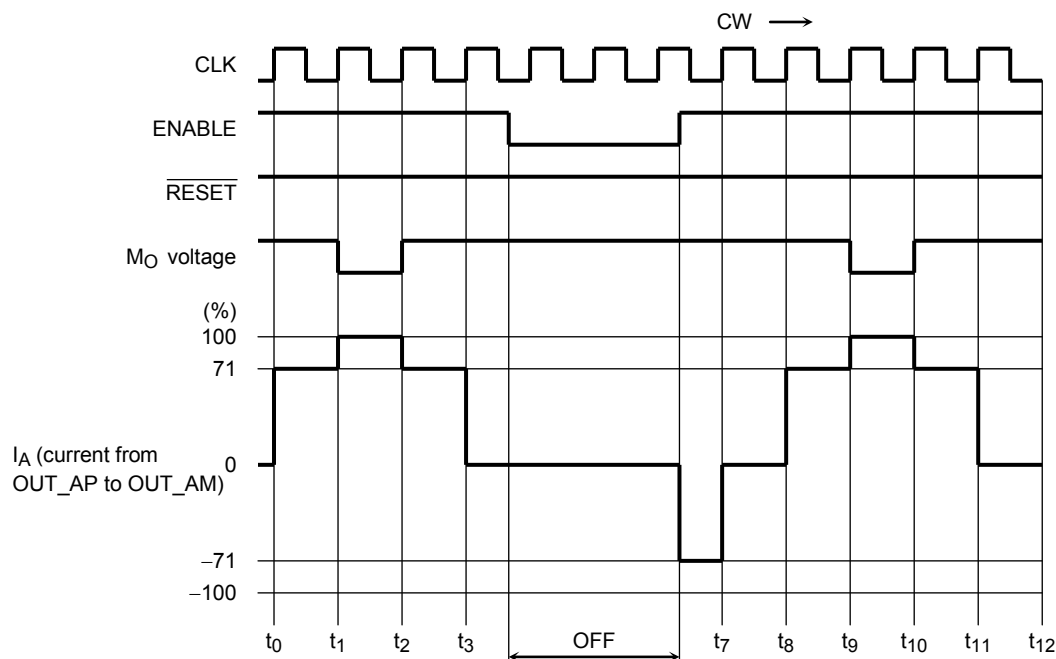 CW →
CLK
ENABLE
RESET
MO voltage
(%)
100
71
IA (current from
OUT_AP to OUT_AM)
0
−71
−100
t0 t1 t2 t3 OFF t7 t8 t9 t10 t11 t12